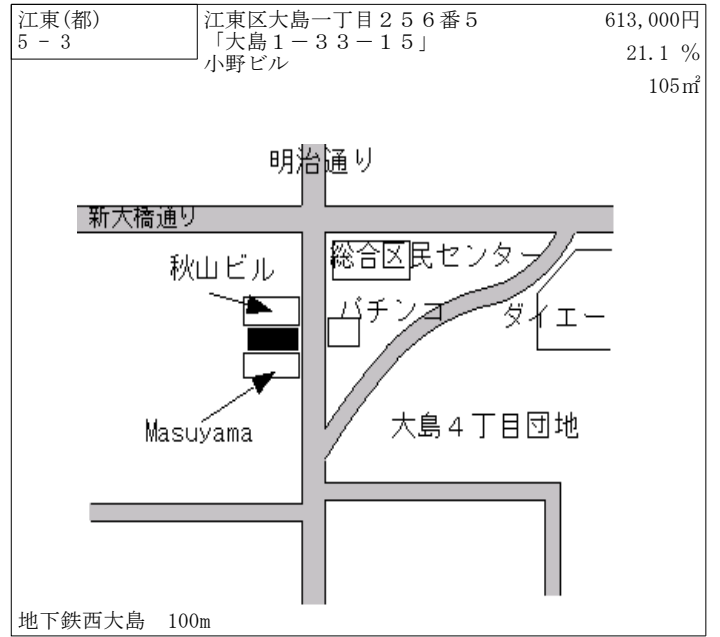 江東(都)
5 - 3
江東区大島一丁目２５６番５
「大島１－３３－１５」
小野ビル
613,000円
21.1 %
105㎡
明治通り
新大橋通り
総合区民センター
秋山ビル
パチンコ
ダイエー
Masuyama
大島４丁目団地
地下鉄西大島　100m